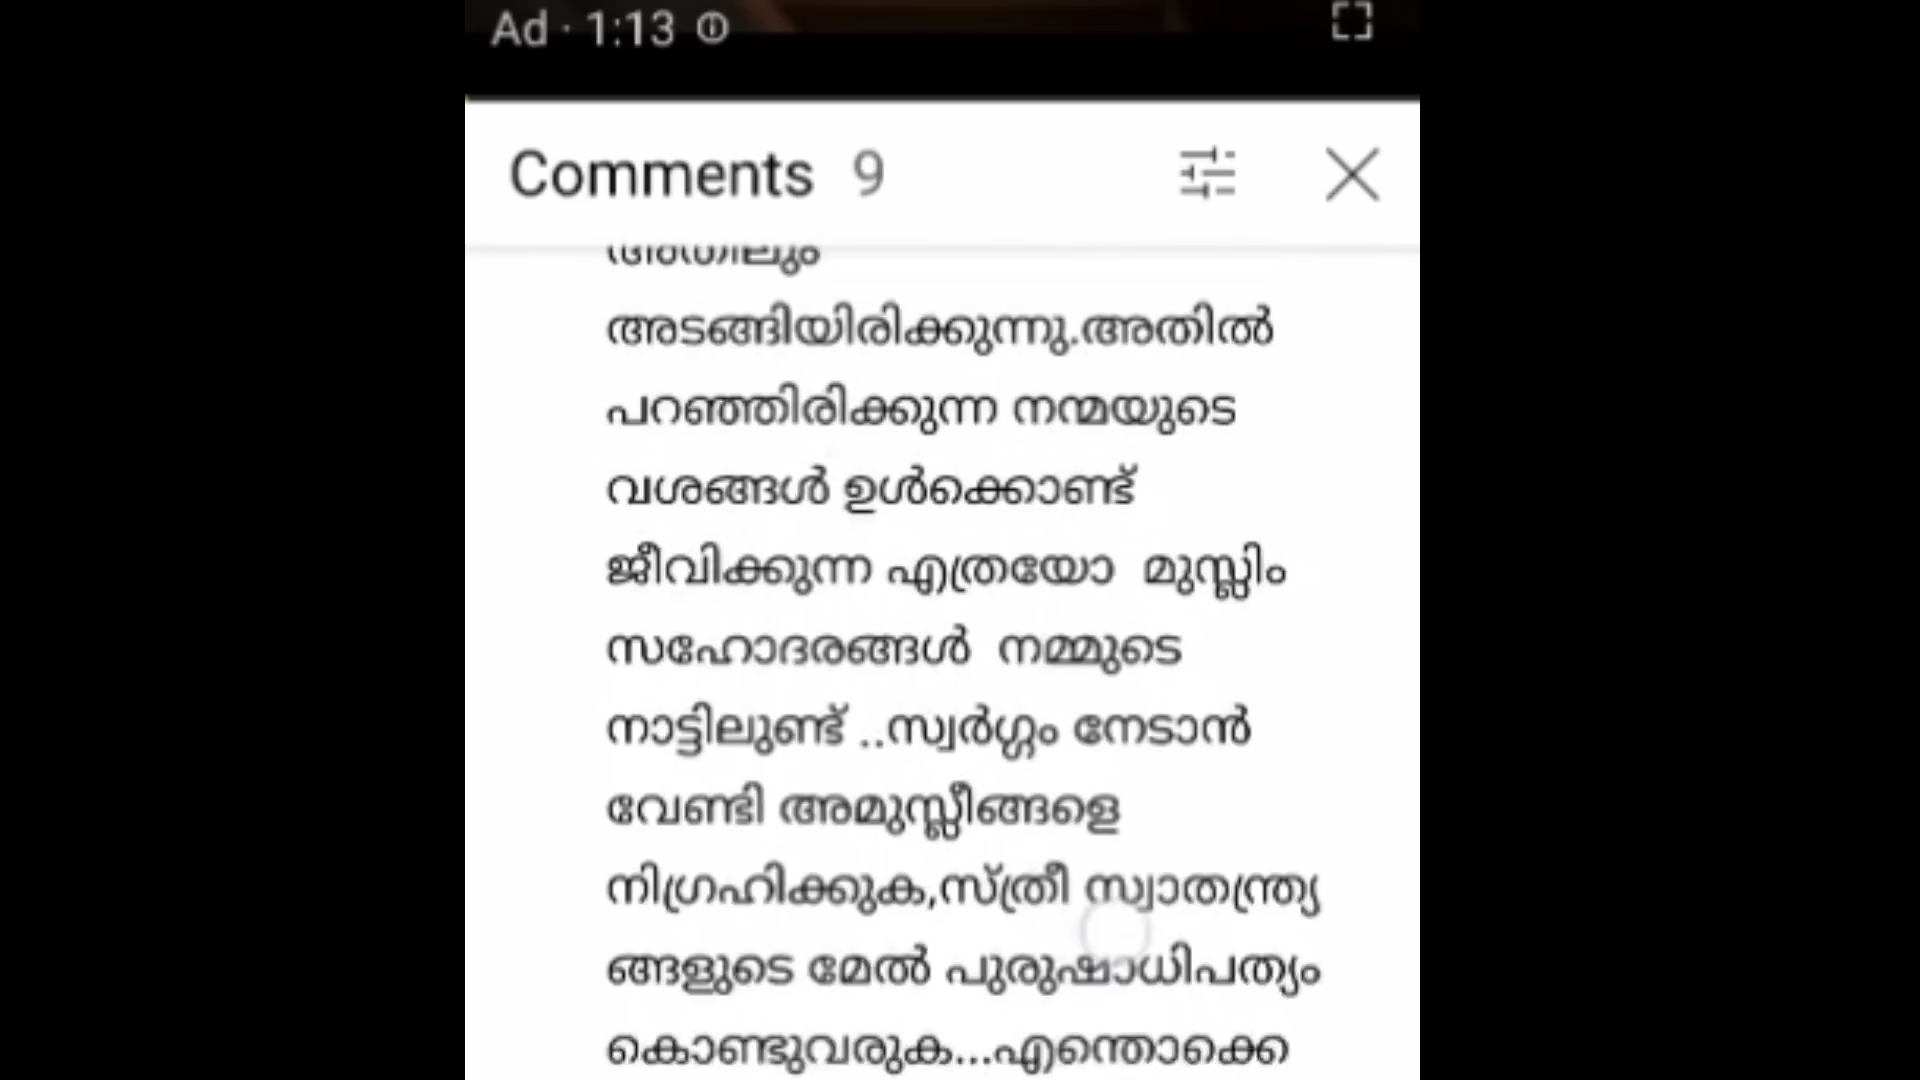 Ad · 1:13
Comments 9
അതിലും
അടങ്ങിയിരിക്കുന്നു.അതിൽ
പറഞ്ഞിരിക്കുന്ന നന്മയുടെ
വശങ്ങൾ ഉൾക്കൊണ്ട്
ജീവിക്കുന്ന എത്രയോ മുസ്ലിം
സഹോദരങ്ങൾ നമ്മുടെ
നാട്ടിലുണ്ട് ..സ്വർഗ്ഗം നേടാൻ
വേണ്ടി അമുസ്ലീങ്ങളെ
നിഗ്രഹിക്കുക,സ്ത്രീ സ്വാതന്ത്ര്യ
ങ്ങളുടെ മേൽ പുരുഷാധിപത്യം
കൊണ്ടുവരുക...എന്തൊക്കെ